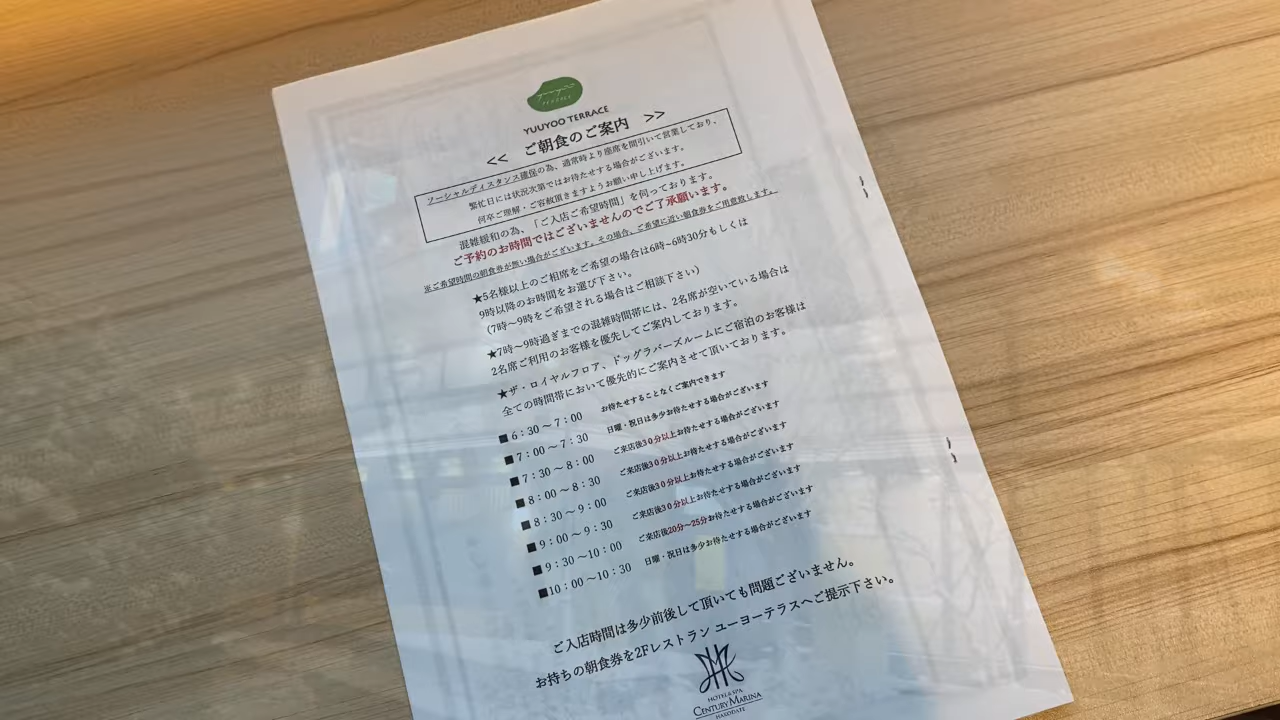 yuuyoo
TERRACE
YUUYOO TERRACE
<< ご朝食のご案内 >>
ソーシャルディスタンス確保の為、通常時より座席を間引いて営業しており、
繁忙日には状況次第ではお待たせする場合がございます。
何卒ご理解・ご容赦頂きますようお願い申し上げます。
混雑緩和の為、「ご入店ご希望時間」を伺っております。
ご予約のお時間ではございませんのでご了承願います。
※ご希望時間の朝食券が無い場合がございます。その場合、ご希望に近い朝食券をご用意致します。
★5名様以上のご相席をご希望の場合は6時~6時30分もしくは
9時以降のお時間をお選び下さい。
(7時～9時をご希望される場合はご相談下さい)
★7時～9時過ぎまでの混雑時間帯には、2名席が空いている場合は
2名席ご利用のお客様を優先してご案内しております。
★ザ・ロイヤルフロア、ドッグラバーズルームにご宿泊のお客様は
全ての時間帯において優先的にご案内させて頂いております。
■ 6：30 ～ 7：00 お待たせすることなくご案内できます
■ 7：00 ～ 7：30 日曜・祝日は多少お待たせする場合がございます
■ 7：30 ～ 8：00 ご来店後30分以上お待たせする場合がございます
■ 8：00 ～ 8：30 ご来店後30分以上お待たせする場合がございます
■ 8：30 ～ 9：00 ご来店後30分以上お待たせする場合がございます
■ 9：00 ～ 9：30 ご来店後30分以上お待たせする場合がございます
■ 9：30 ～10：00 ご来店後20分～25分お待たせする場合がございます
■10：00 ～10：30 日曜・祝日は多少お待たせする場合がございます
ご入店時間は多少前後して頂いても問題ございません。
お持ちの朝食券を2Fレストラン ユーヨーテラスへご提示下さい。
HOTEL & SPA
CENTURY MARINA
HAKODATE